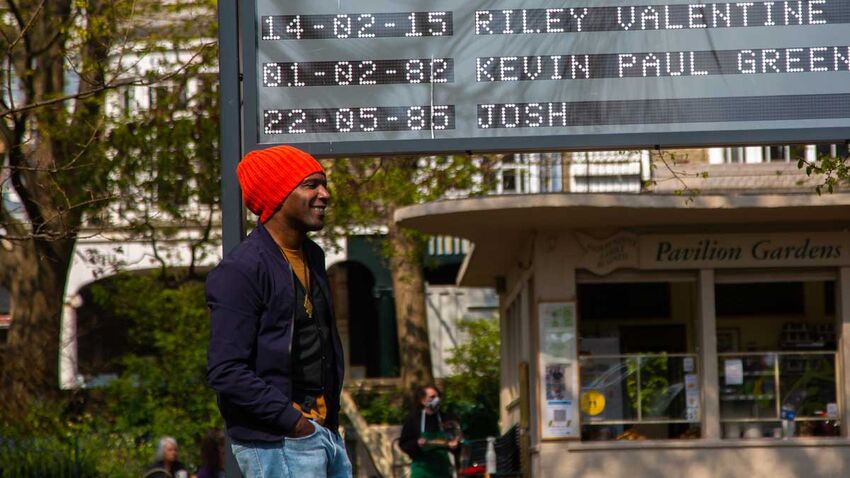 14-02-15 RILEY VALENTINE
01-02-82 KEVIN PAUL GREEN
22-05-85 JOSH
Pavilion Gardens